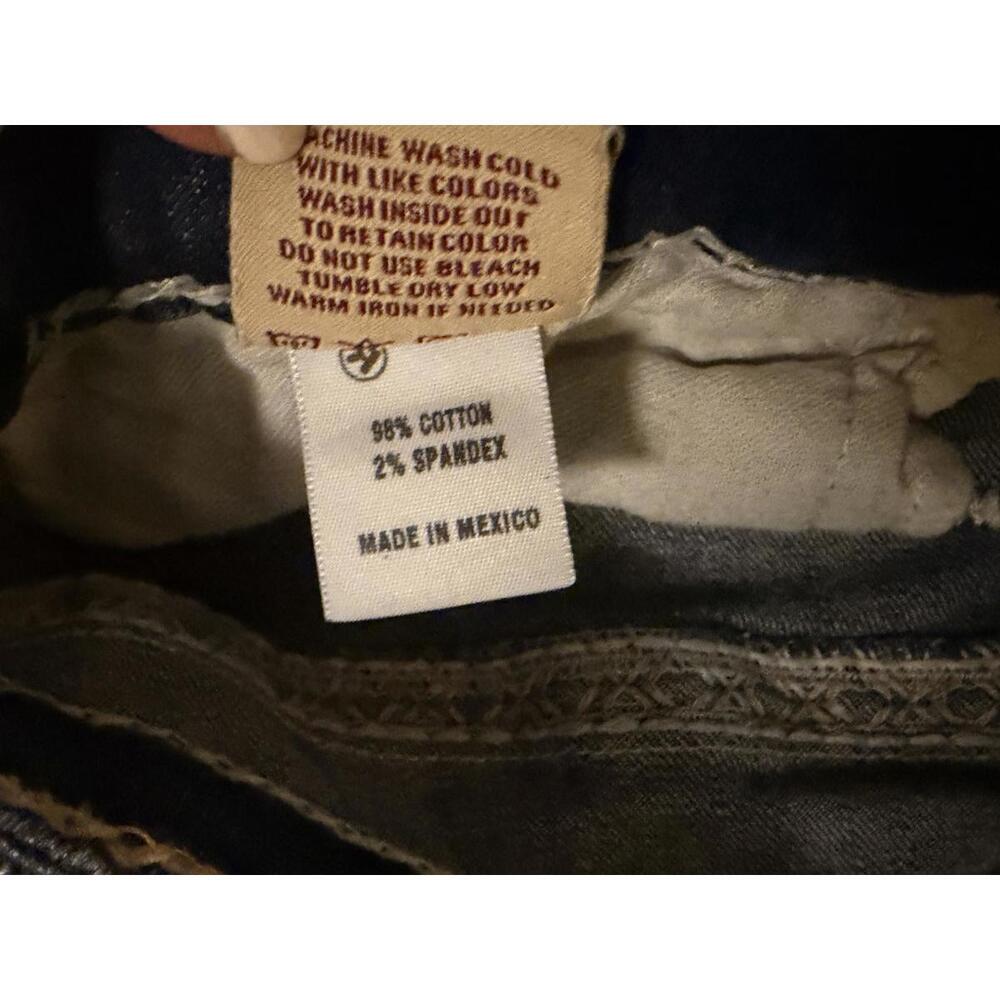 ACHINE WASH COLD
WITH LIKE COLORS
WASH INSIDE OUT
TO RETAIN COLOR
DO NOT USE BLEACH
TUMBLE DRY LOW
WARM IRON IF NEEDED
98% COTTON
2% SPANDEX
MADE IN MEXICO